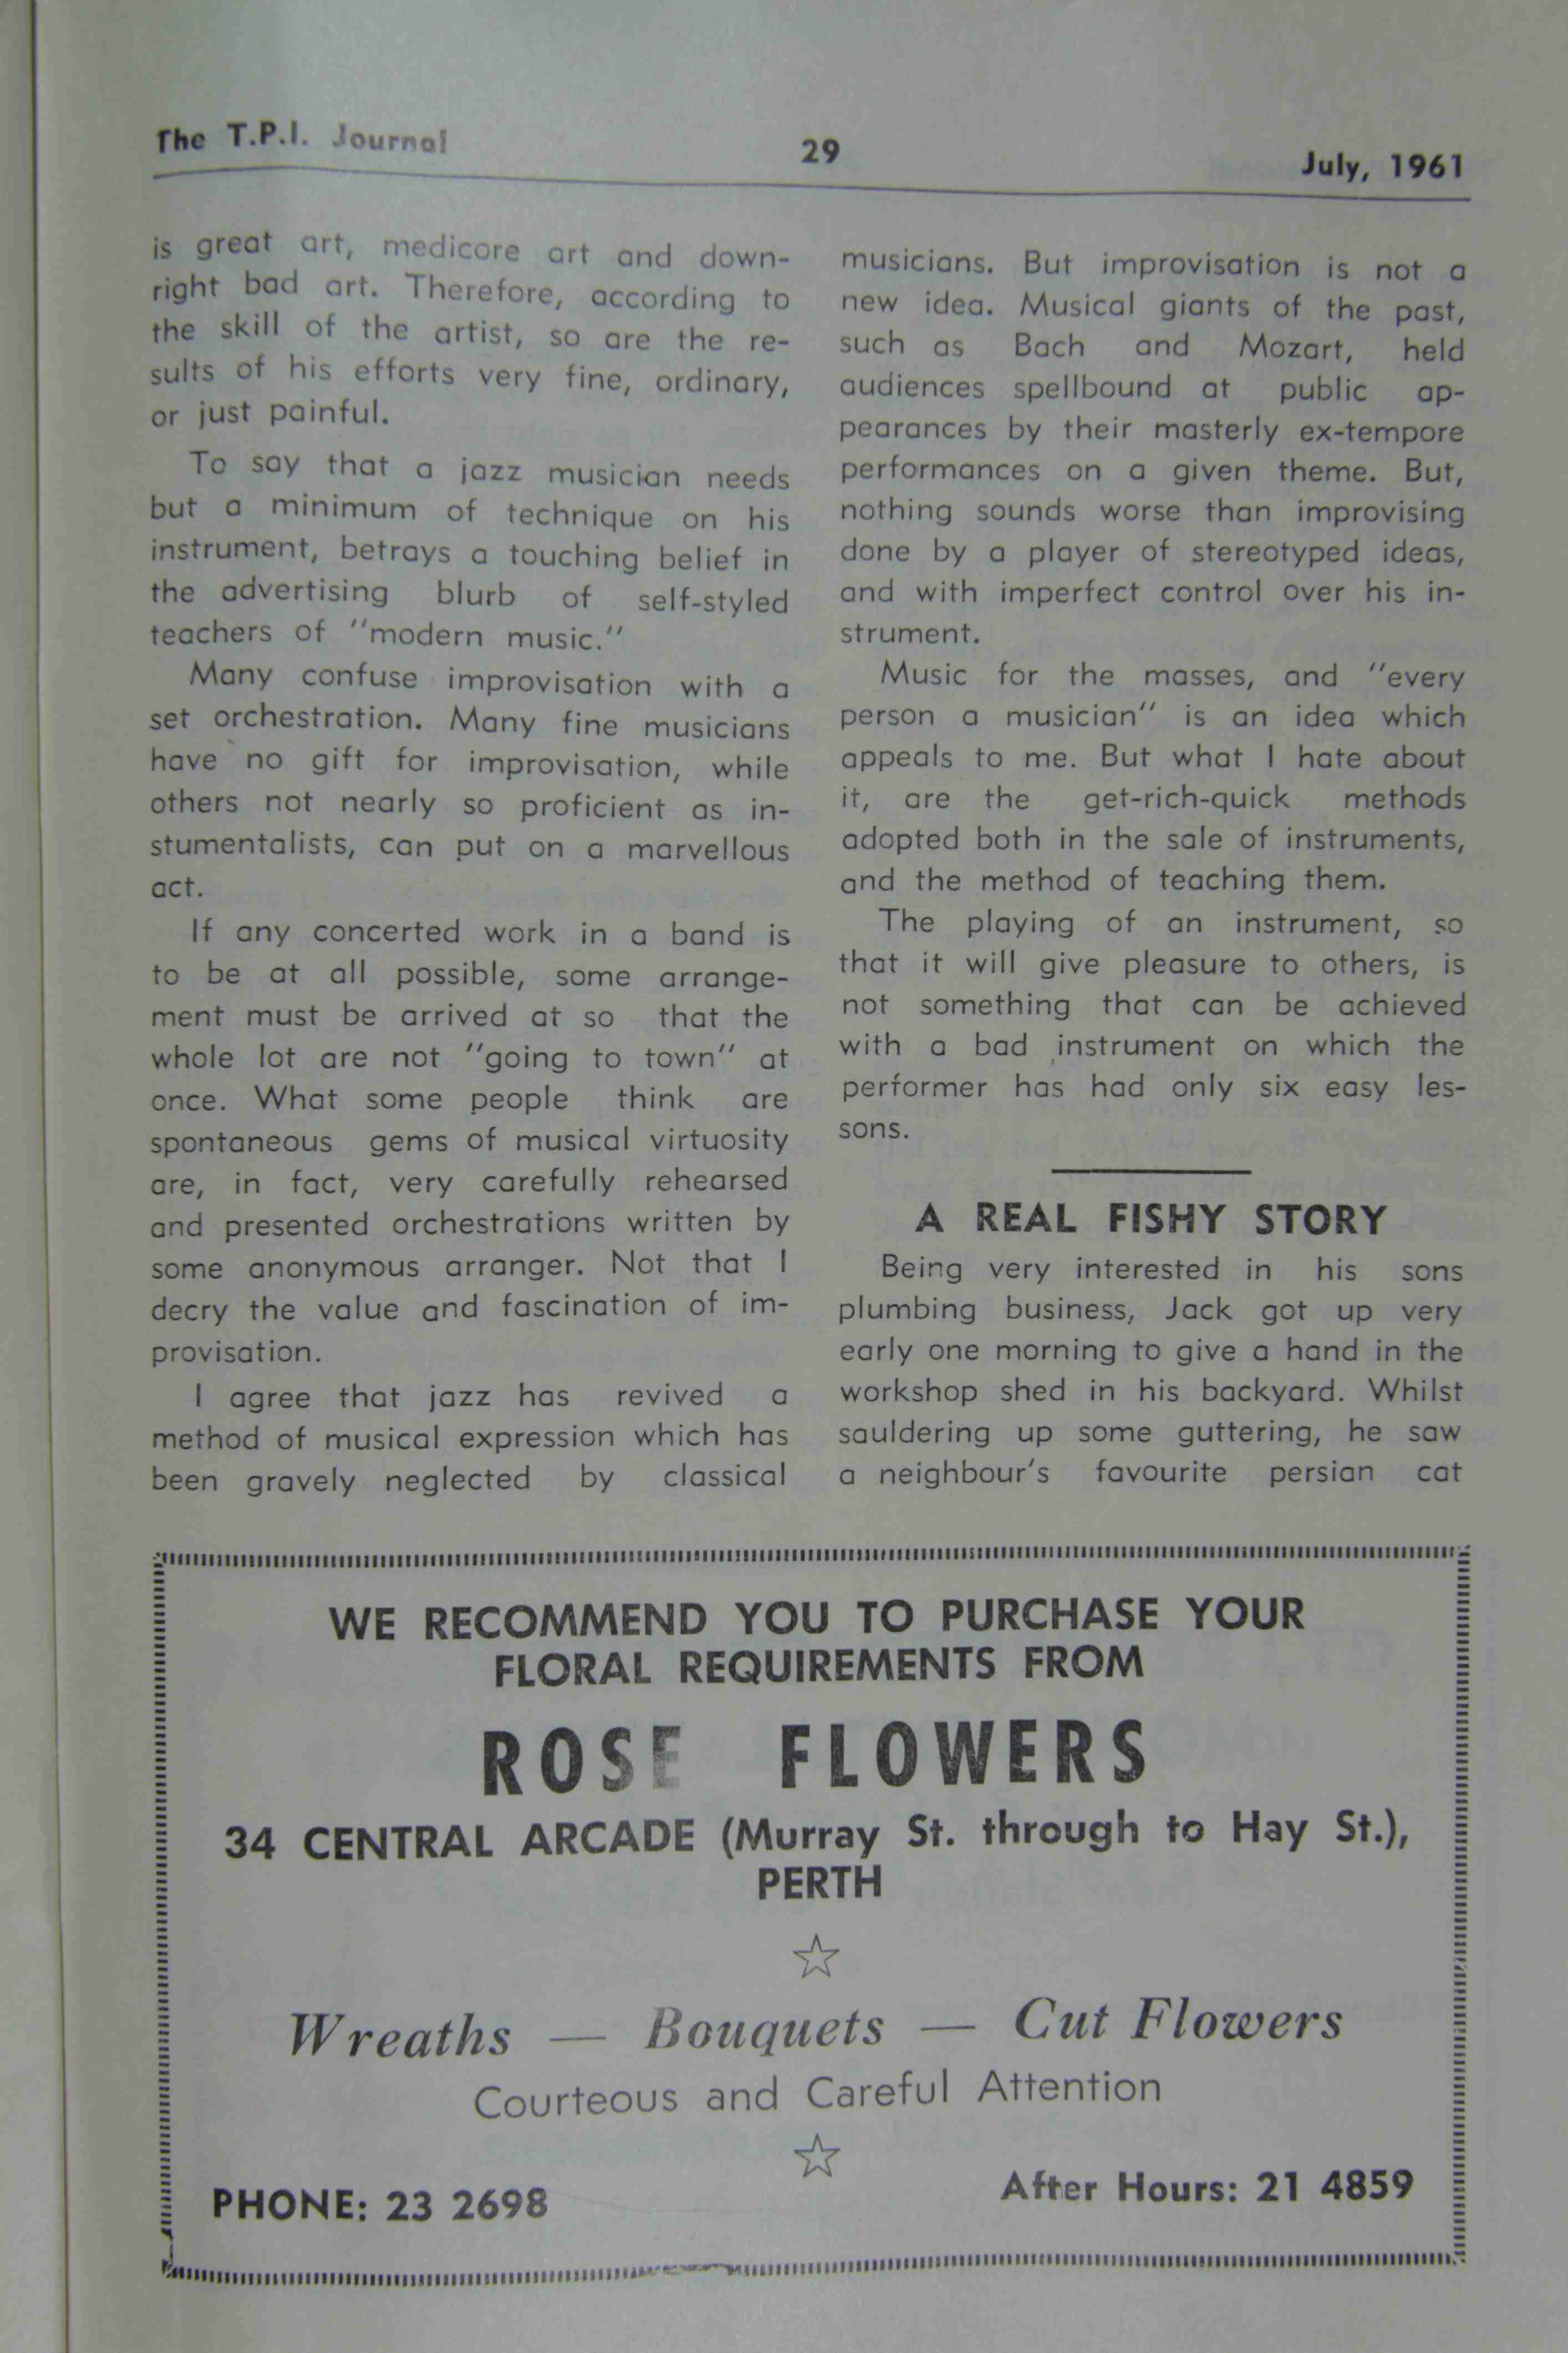 The T.P.I. Journal
29
July, 1961
is great art, medicore art and down-
right bad art. Therefore, according to
the skill of the artist, so are the re-
sults of his efforts very fine, ordinary,
or just painful.
To say that a jazz musician needs
but a minimum of technique on his
instrument, betrays a touching belief in
the advertising blurb of self-styled
teachers of "modern music."
Many confuse improvisation with a
set orchestration. Many fine musicians
have no gift for improvisation, while
others not nearly so proficient as in-
stumentalists, can put on a marvellous
act.
If any concerted work in a band is
to be at all possible, some arrange-
ment must be arrived at so that the
whole lot are not "going to town" at
once. What some people think are
spontaneous gems of musical virtuosity
are, in fact, very carefully rehearsed
and presented orchestrations written by
some anonymous arranger. Not that I
decry the value and fascination of im-
provisation.
I agree that jazz has revived a
method of musical expression which has
been gravely neglected by classical
musicians. But improvisation is not a
new idea. Musical giants of the past,
such as Bach and Mozart, held
audiences spellbound at public ap-
pearances by their masterly ex-tempore
performances on a given theme. But,
nothing sounds worse than improvising
done by a player of stereotyped ideas,
and with imperfect control over his in-
strument.
Music for the masses, and "every
person a musician" is an idea which
appeals to me. But what I hate about
it, are the get-rich-quick methods
adopted both in the sale of instruments,
and the method of teaching them.
The playing of an instrument, so
that it will give pleasure to others, is
not something that can be achieved
with a bad instrument on which the
performer has had only six easy les-
sons.
A REAL FISHY STORY
Being very interested in his sons
plumbing business, Jack got up very
early one morning to give a hand in the
workshop shed in his backyard. Whilst
sauldering up some guttering, he saw
a neighbour's favourite persian cat
WE RECOMMEND YOU TO PURCHASE YOUR
FLORAL REQUIREMENTS FROM
ROSE FLOWERS
34 CENTRAL ARCADE (Murray St. through to Hay St.),
PERTH
Wreaths — Bouquets — Cut Flowers
Courteous and Careful Attention
PHONE: 23 2698
After Hours: 21 4859